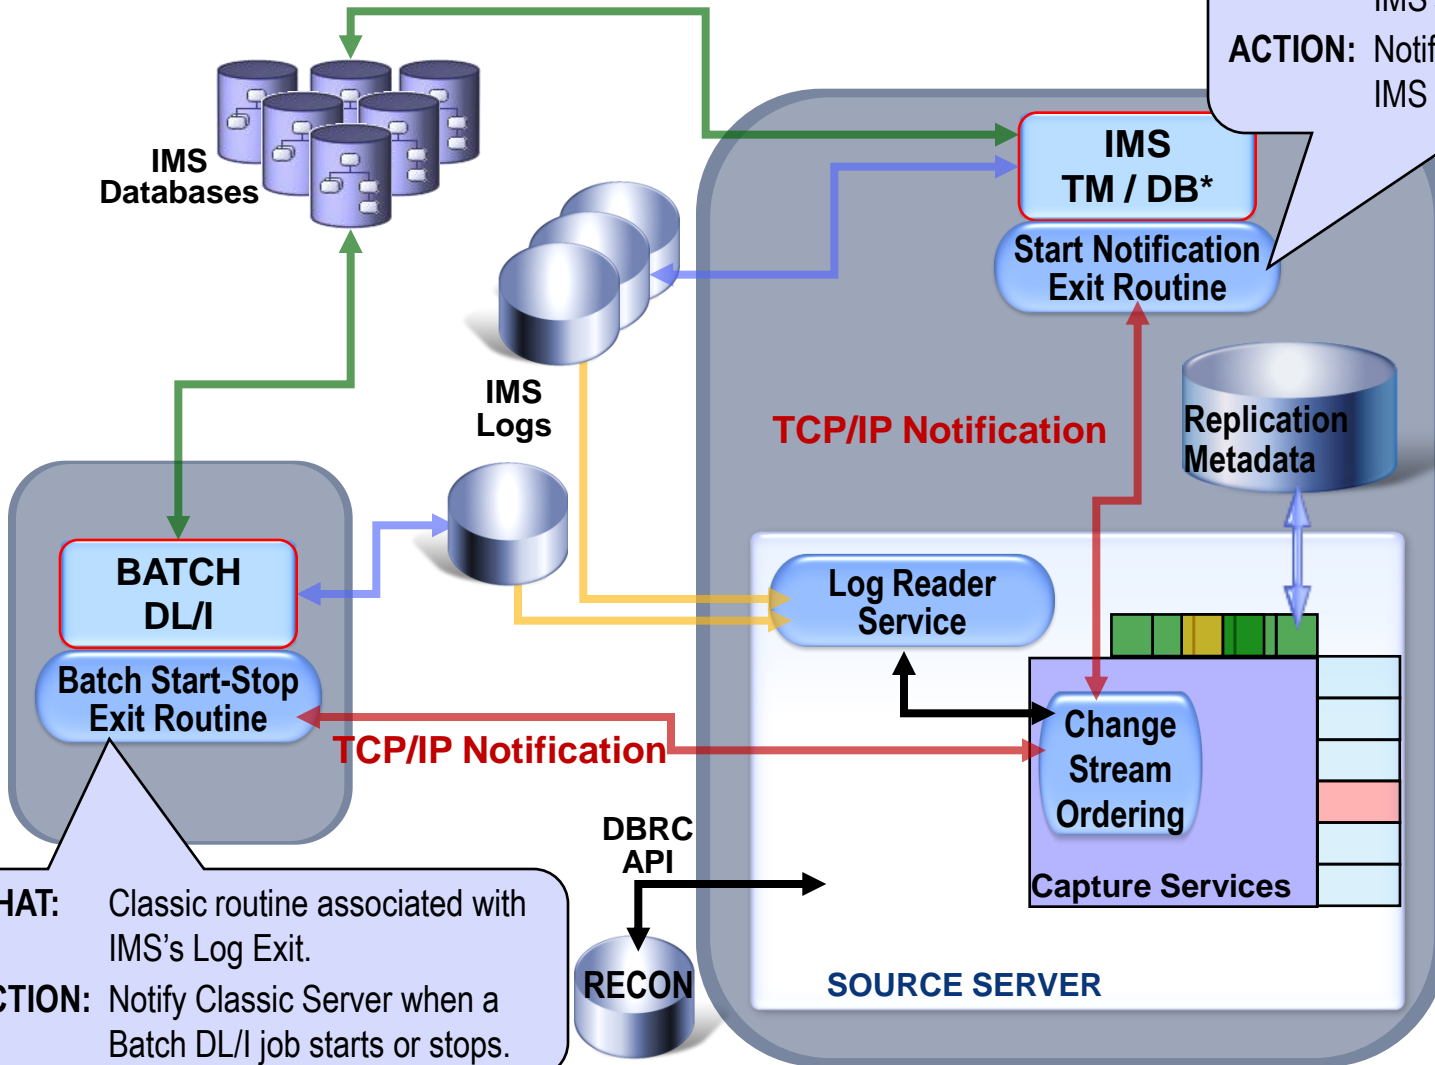 IMS
ACTION: Notif
IMS
IMS
Databases
IMS
TM / DB*
Start Notification
Exit Routine
IMS
Logs
TCP/IP Notification
Replication
Metadata
BATCH
DL/I
Log Reader
Service
Batch Start-Stop
Exit Routine
TCP/IP Notification
Change
Stream
Ordering
DBRC
API
Capture Services
HAT: Classic routine associated with
IMS's Log Exit.
CTION: Notify Classic Server when a
Batch DL/I job starts or stops.
RECON
SOURCE SERVER